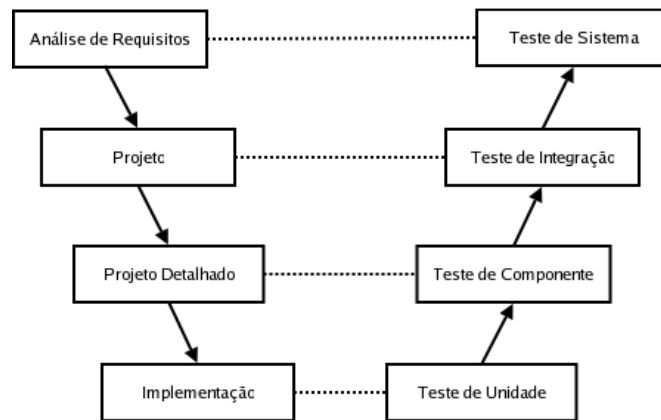 Análise de Requisitos
Teste de Sistema
Projeto
Teste de Integração
Projeto Detalhado
Teste de Componente
Implementação
Teste de Unidade